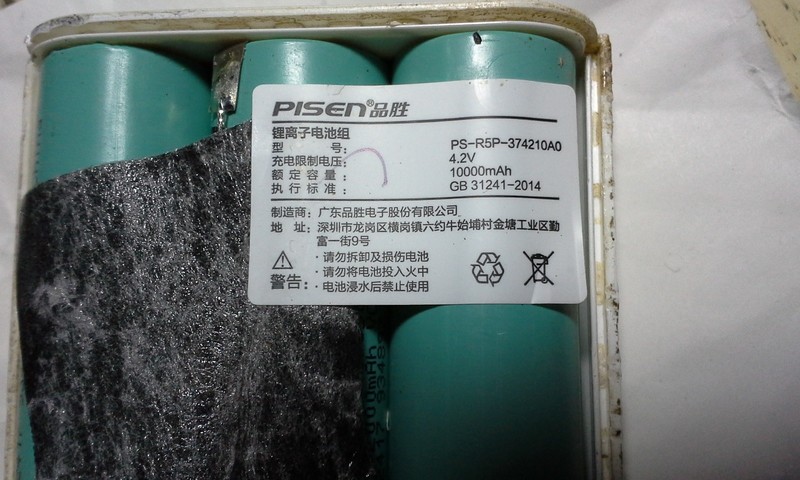 PISEN®品胜
锂离子电池组
型 号: PS-R5P-374210A0
充电限制电压: 4.2V
额定容量: 10000mAh
执行标准: GB 31241-2014
制造商: 广东品胜电子股份有限公司
地 址: 深圳市龙岗区横岗镇六约牛始埔村金塘工业区勤
富一街9号
警告:
· 请勿拆卸及损伤电池
· 请勿将电池投入火中
· 电池浸水后禁止使用
000mHh